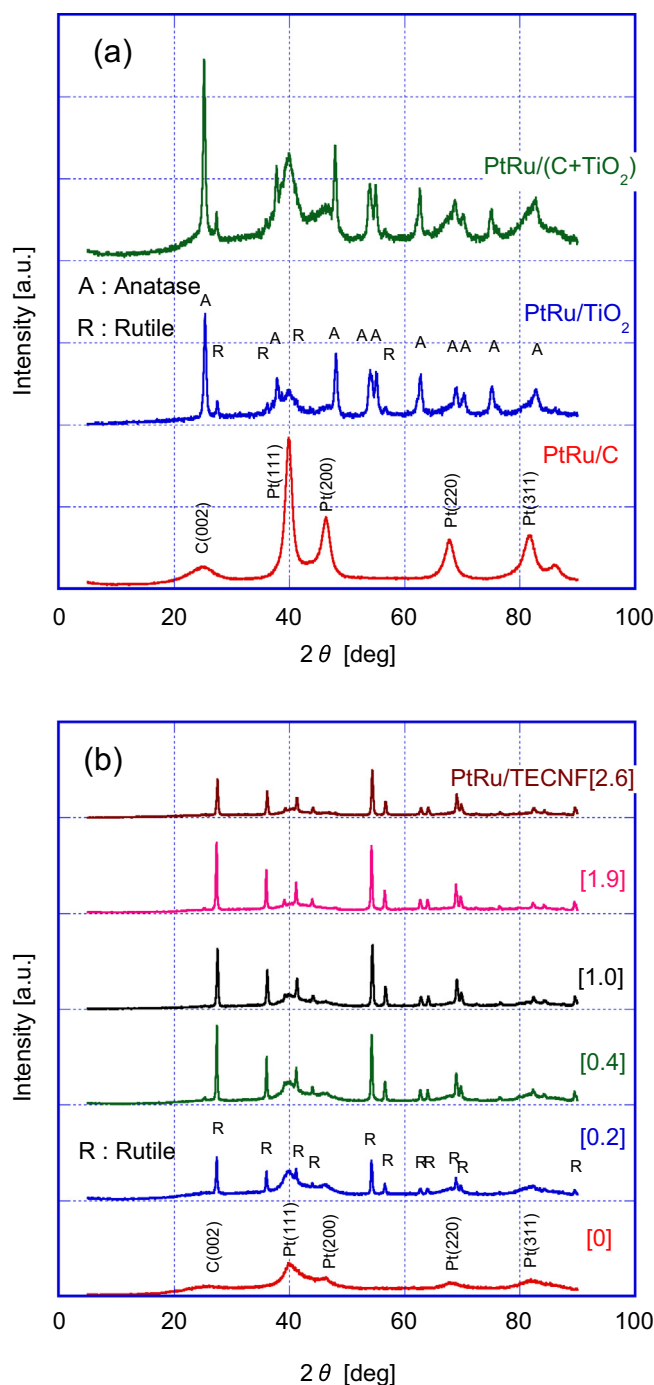 (a)
PtRu/(C+TiO2)
A : Anatase
R : Rutile
PtRu/TiO2
A
R
R
A
R
A
A
A
R
A
A
A
A
A
PtRu/C
C(002)
Pt(111)
Pt(200)
Pt(220)
Pt(311)
Intensity [a.u.]
0 20 40 60 80 100
2 θ [deg]
(b)
PtRu/TECNF[2.6]
[1.9]
[1.0]
[0.4]
[0.2]
R : Rutile
R
R
R
R
R
R
R
R
R
R
R
[0]
C(002)
Pt(111)
Pt(200)
Pt(220)
Pt(311)
Intensity [a.u.]
0 20 40 60 80 100
2 θ [deg]